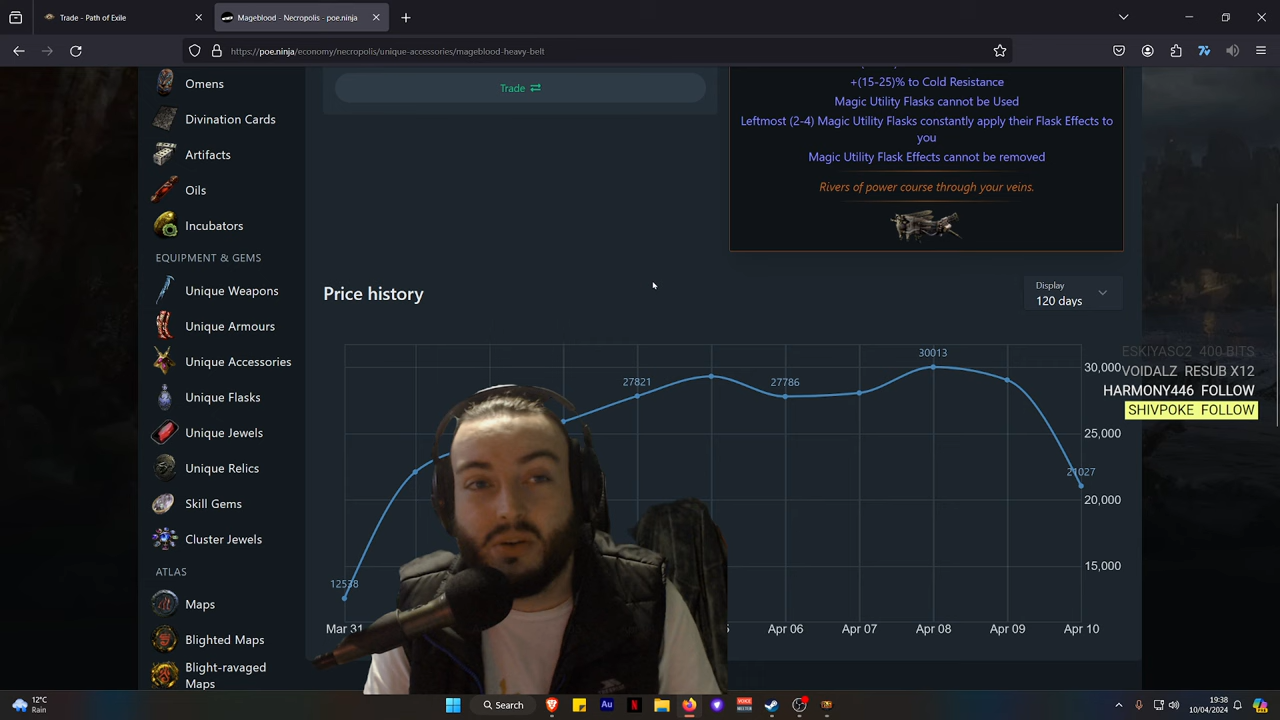 Trade - Path of Exile
Mageblood - Necropolis - poe.ninja
https://poe.ninja/economy/necropolis/unique-accessories/mageblood-heavy-belt
Omens
Divination Cards
Artifacts
Oils
Incubators
EQUIPMENT & GEMS
Unique Weapons
Unique Armours
Unique Accessories
Unique Flasks
Unique Jewels
Unique Relics
Skill Gems
Cluster Jewels
ATLAS
Maps
Blighted Maps
Blight-ravaged
Maps
Trade
+(15-25)% to Cold Resistance
Magic Utility Flasks cannot be Used
Leftmost (2-4) Magic Utility Flasks constantly apply their Flask Effects to
you
Magic Utility Flask Effects cannot be removed
Rivers of power course through your veins.
Price history
Display
120 days
12538
27821
27786
30013
21027
30,000
25,000
20,000
15,000
Mar 31
Apr 06
Apr 07
Apr 08
Apr 09
Apr 10
ESKIYASC2 400 BITS
VOIDALZ RESUB X12
HARMONY446 FOLLOW
SHIVPOKE FOLLOW
12°C
Rain
Search
19:38
10/04/2024